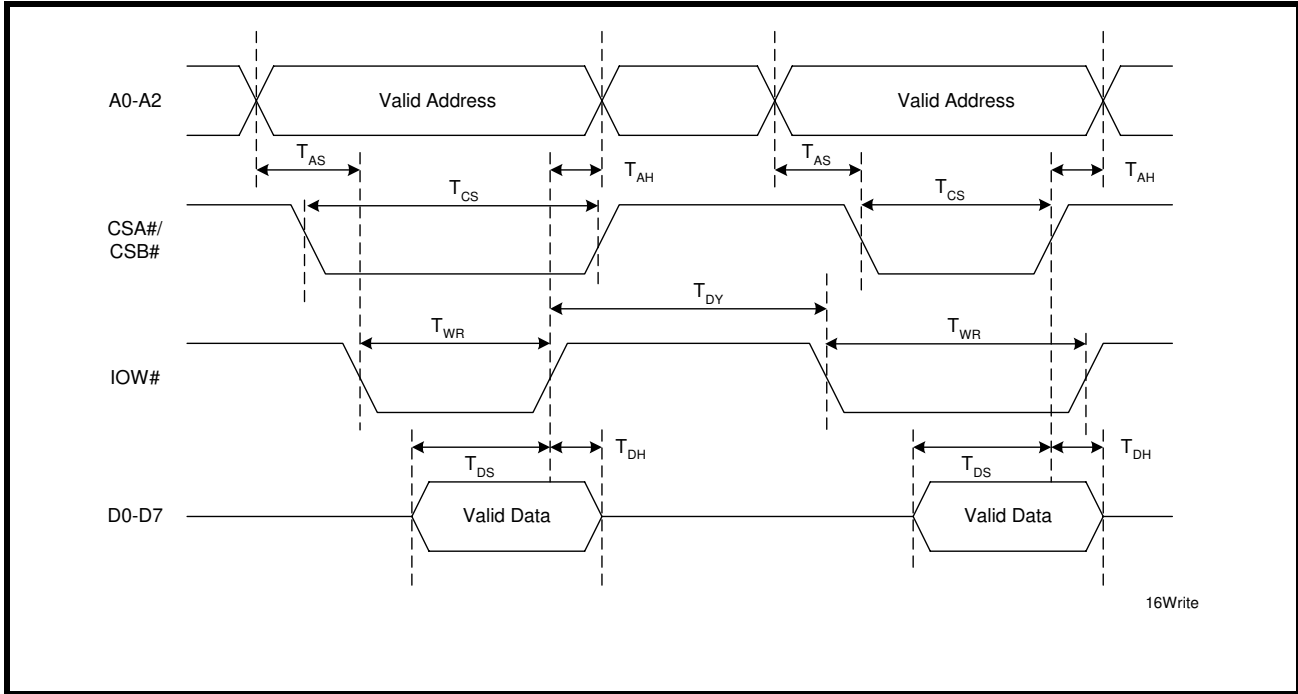 A0-A2
Valid Address
Valid Address
TAS
TAH
TAS
TAH
TCS
TCS
CSA#/
CSB#
TDY
TWR
TWR
IOW#
TDS
TDH
TDS
TDH
D0-D7
Valid Data
Valid Data
16Write